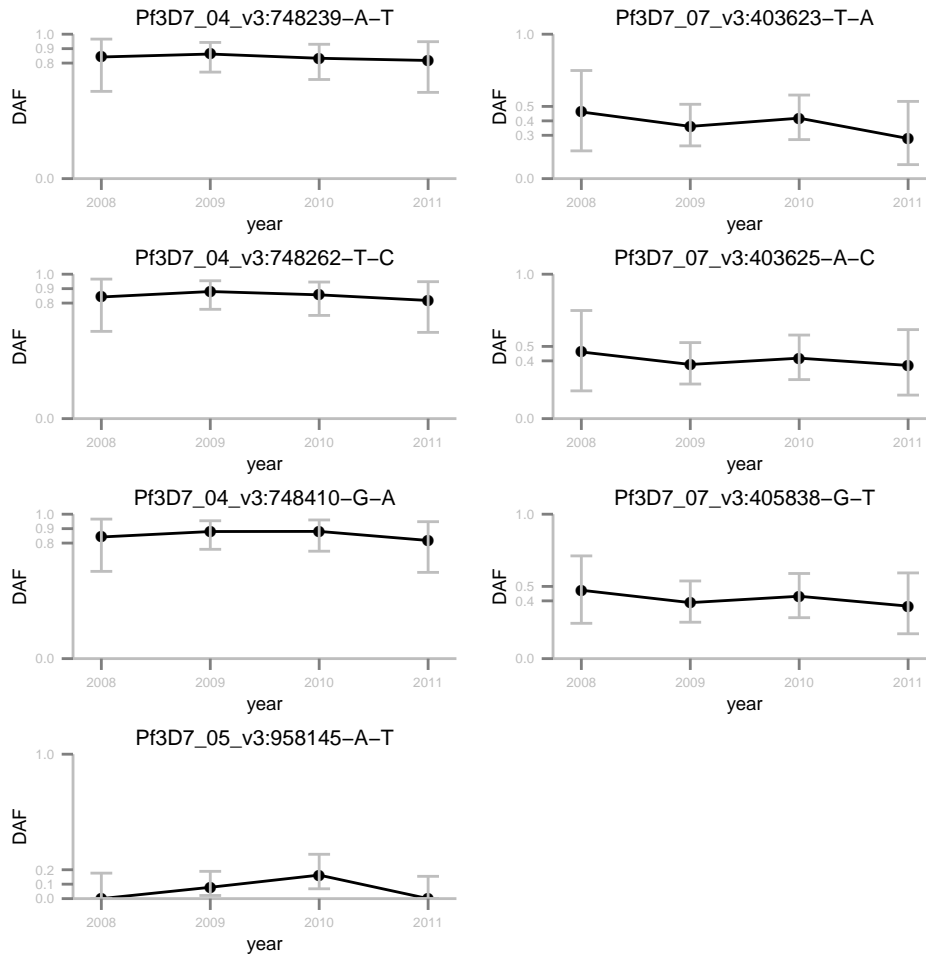 Pf3D7_04_v3:748239−A−T
1.0
0.9
0.8
0.0
DAF
2008 2009 2010 2011
year
Pf3D7_07_v3:403623−T−A
1.0
0.5
0.4
0.3
0.0
DAF
2008 2009 2010 2011
year
Pf3D7_04_v3:748262−T−C
1.0
0.9
0.8
0.0
DAF
2008 2009 2010 2011
year
Pf3D7_07_v3:403625−A−C
1.0
0.5
0.4
0.0
DAF
2008 2009 2010 2011
year
Pf3D7_04_v3:748410−G−A
1.0
0.9
0.8
0.0
DAF
2008 2009 2010 2011
year
Pf3D7_07_v3:405838−G−T
1.0
0.5
0.4
0.0
DAF
2008 2009 2010 2011
year
Pf3D7_05_v3:958145−A−T
1.0
0.2
0.1
0.0
DAF
2008 2009 2010 2011
year